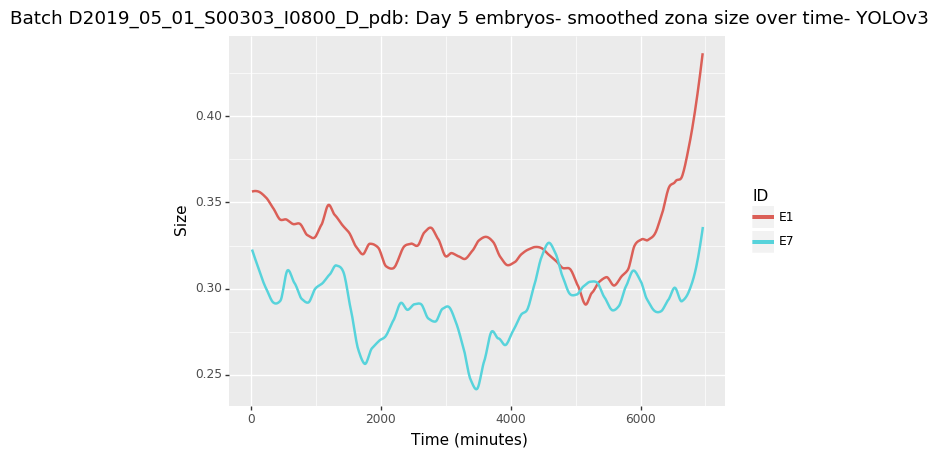 Batch D2019_05_01_S00303_I0800_D_pdb: Day 5 embryos- smoothed zona size over time- YOLOv3
0.40
0.35
0.30
0.25
Size
0
2000
4000
6000
Time (minutes)
ID
E1
E7